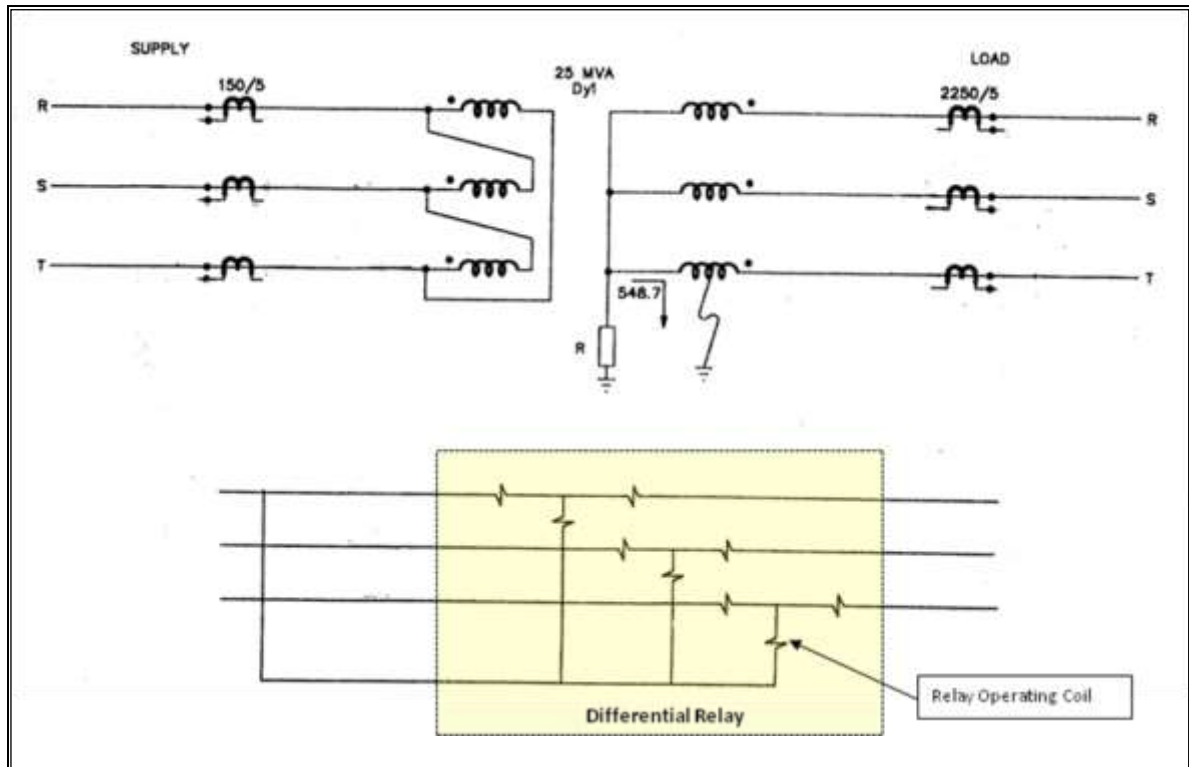 SUPPLY
LOAD
25 MVA
Dy1
150/5
2250/5
R
R
S
S
T
T
548.7
R
Relay Operating Coil
Differential Relay